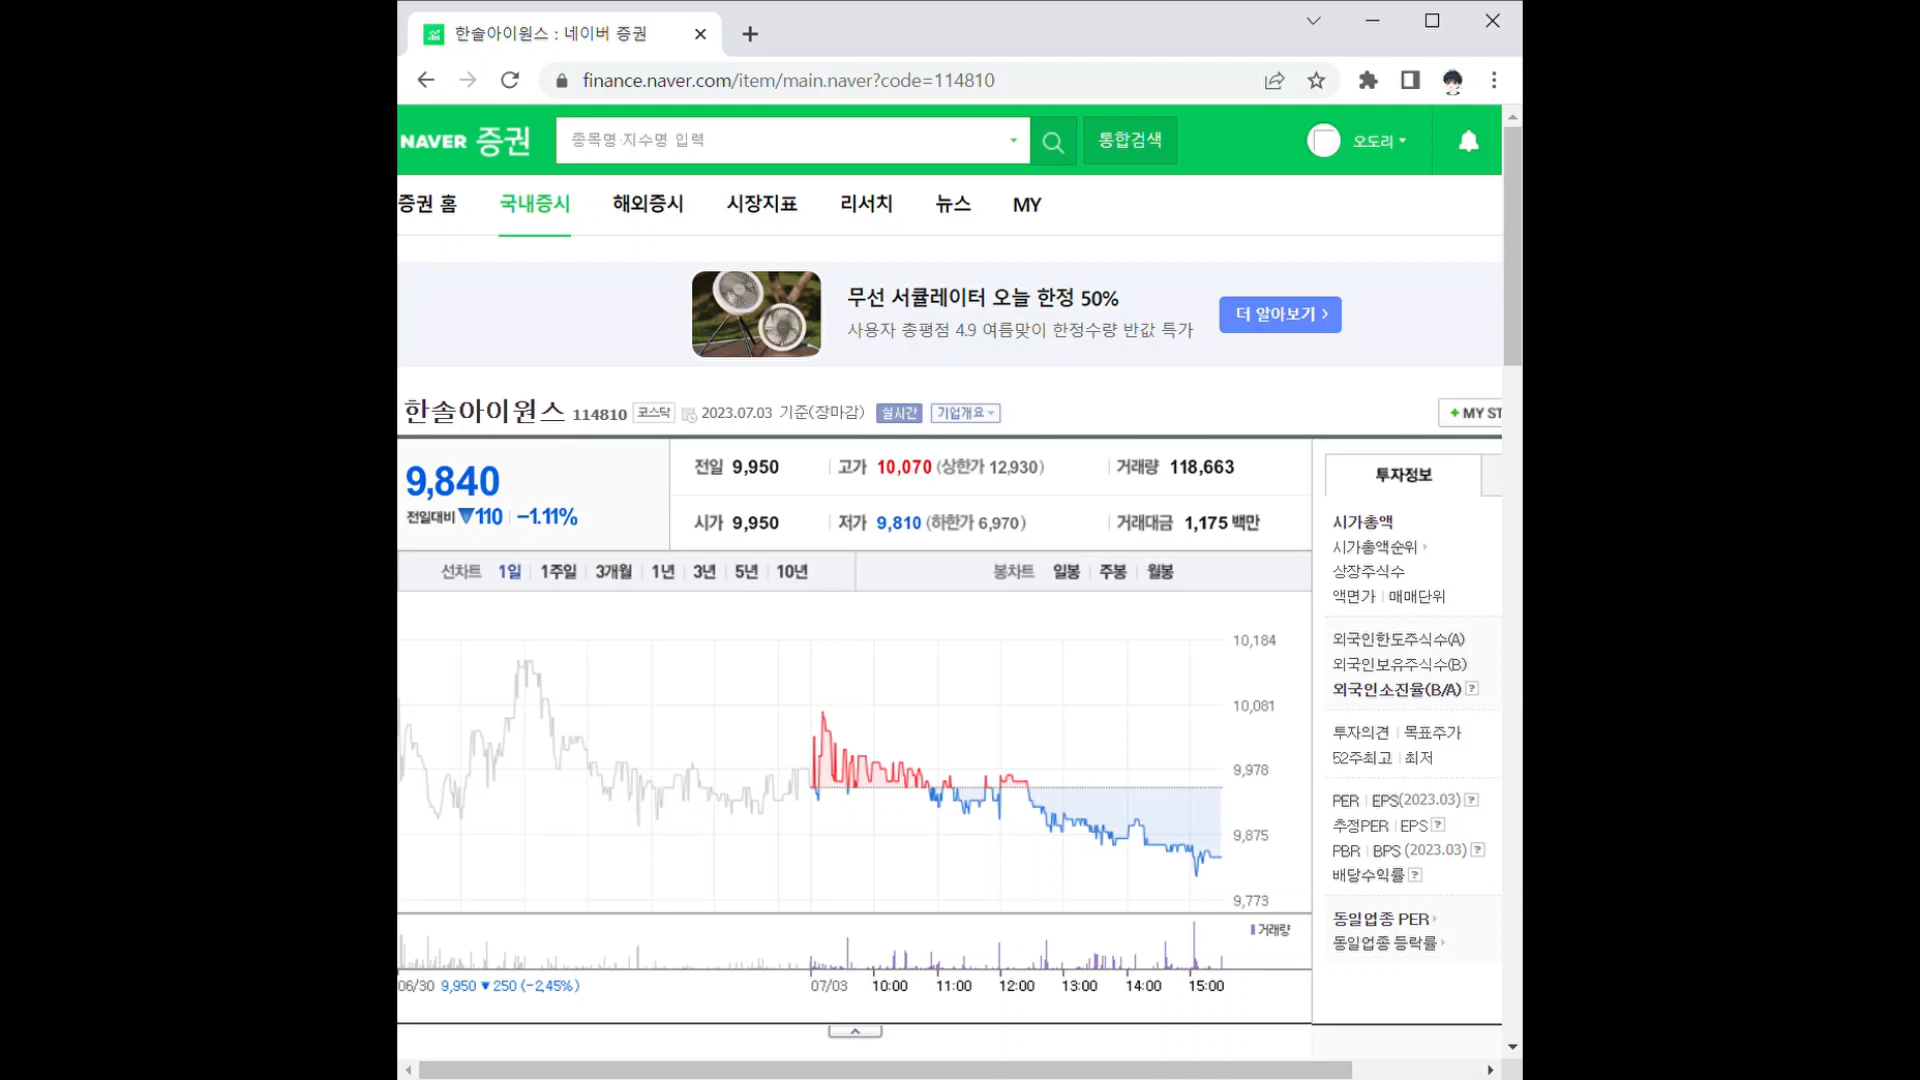 한솔아이원스 : 네이버 증권
finance.naver.com/item/main.naver?code=114810
NAVER 증권
종목명·지수명 입력
통합검색
오도리
증권 홈 국내증시 해외증시 시장지표 리서치 뉴스 MY
무선 서큘레이터 오늘 한정 50%
사용자 총평점 4.9 여름맞이 한정수량 반값 특가
더 알아보기 >
한솔아이원스 114810 코스닥 2023.07.03 기준(장마감) 실시간 기업개요
+ MY ST
9,840
전일대비 ▼110 | -1.11%
전일 9,950 | 고가 10,070 (상한가 12,930) | 거래량 118,663
시가 9,950 | 저가 9,810 (하한가 6,970) | 거래대금 1,175 백만
선차트 1일 1주일 3개월 1년 3년 5년 10년
봉차트 일봉 주봉 월봉
10,184
10,081
9,978
9,875
9,773
거래량
06/30 9,950 ▼250 (-2.45%)
07/03 10:00 11:00 12:00 13:00 14:00 15:00
투자정보
시가총액
시가총액순위
상장주식수
액면가 | 매매단위
외국인한도주식수(A)
외국인보유주식수(B)
외국인소진율(B/A) ?
투자의견 | 목표주가
52주최고 | 최저
PER | EPS(2023.03) ?
추정PER | EPS ?
PBR | BPS (2023.03) ?
배당수익률 ?
동일업종 PER
동일업종 등락률